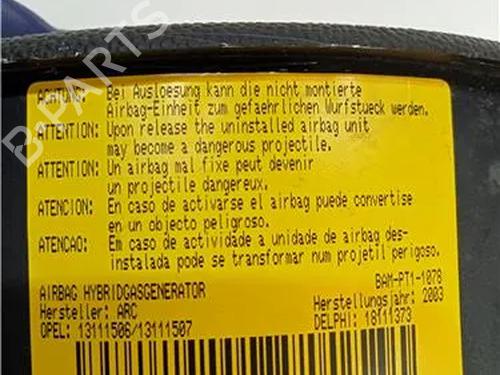 ACHTUNG: Bei Ausloesung kann die nicht montierte
Airbag-Einheit zum gefaehrlichen Wurfstueck werden.
ATTENTION: Upon release the uninstalled airbag unit
may become a dangerous projectile.
ATTENTION: Un airbag mal fixe peut devenir
un projectile dangereux.
ATENCION: En caso de activarse el airbag puede convertise
en un objecto peligroso.
ATENCAO: Em caso de actividade a unidade de airbag des-
instalada pode se transformar num projetil perigoso.
AIRBAG HYBRIDGASGENERATOR BAM-PT1-1078
Hersteller: ARC Herstellungsjahr: 2003
OPEL: 13111506/13111507 DELPHI: 18111373
B-PARTS